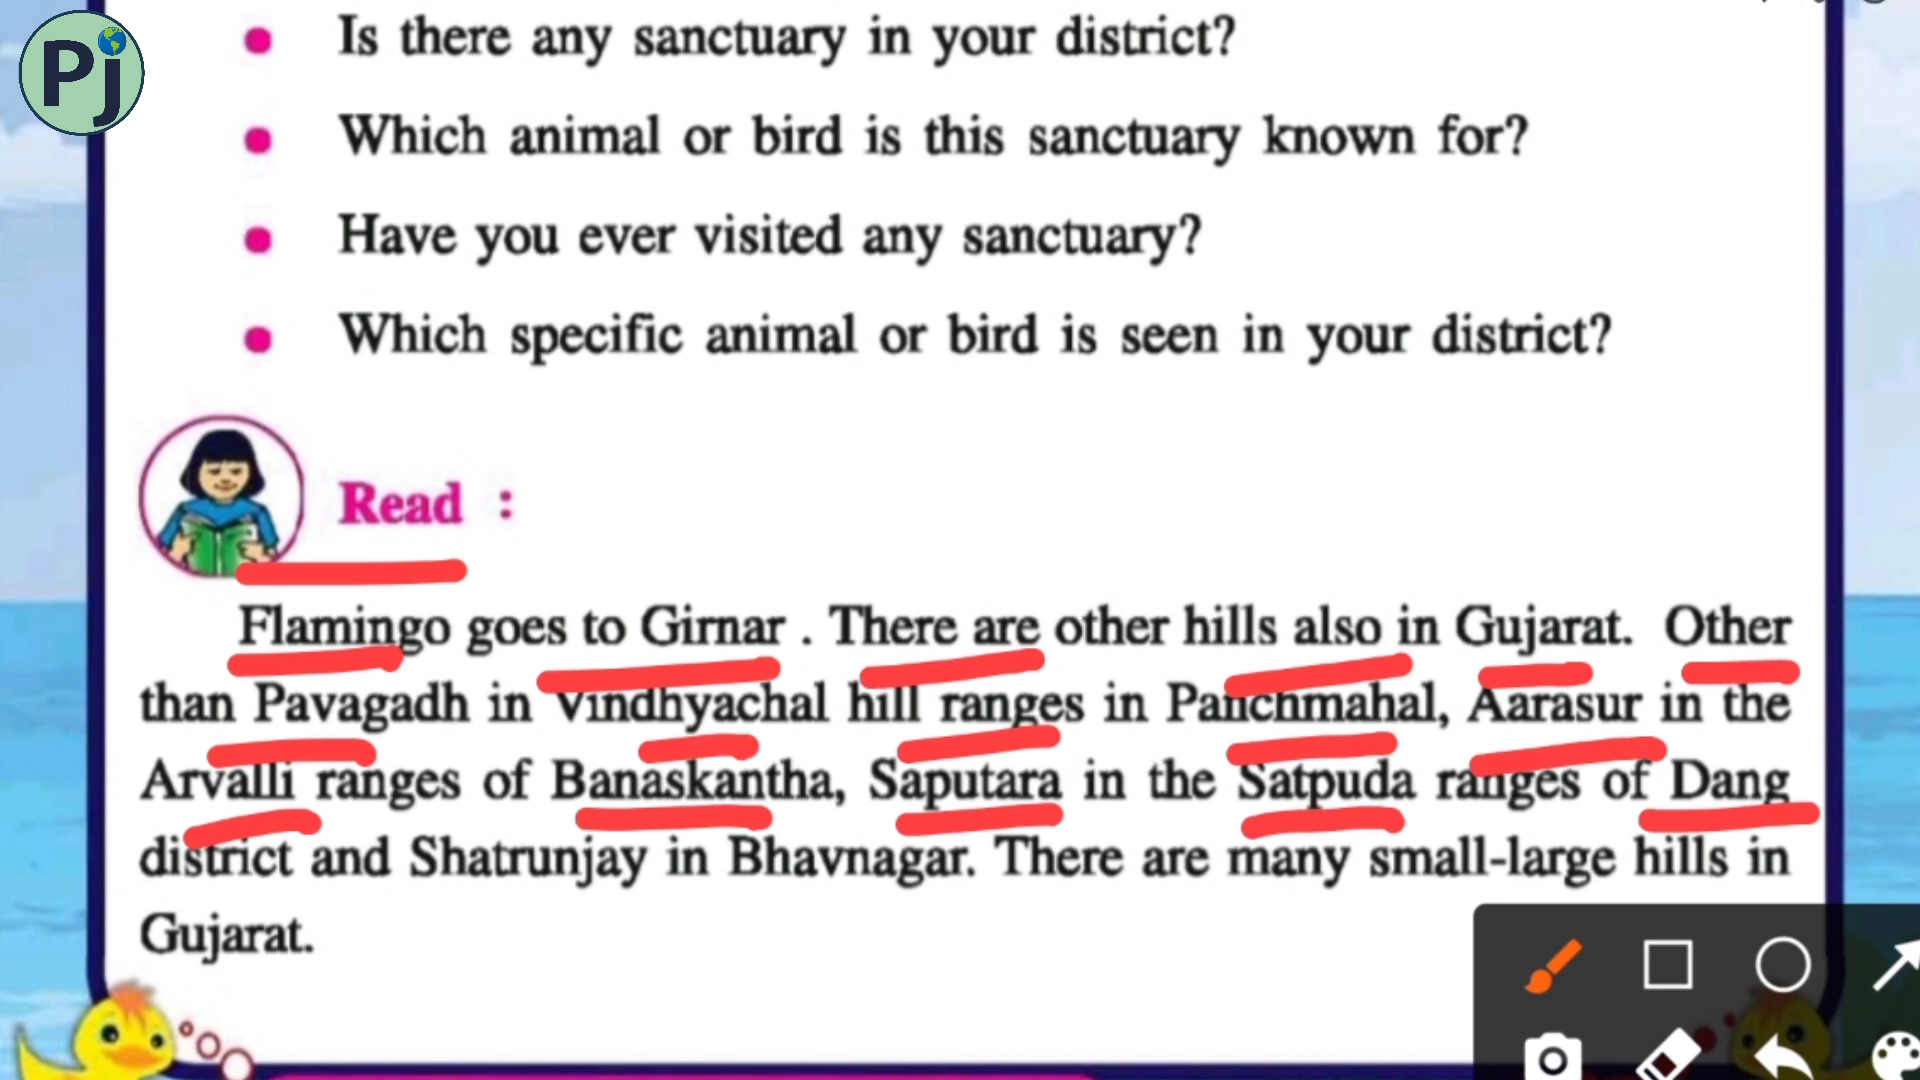 Pj
Is there any sanctuary in your district?
Which animal or bird is this sanctuary known for?
Have you ever visited any sanctuary?
Which specific animal or bird is seen in your district?
Read :
Flamingo goes to Girnar . There are other hills also in Gujarat. Other
than Pavagadh in Vindhyachal hill ranges in Panchmahal, Aarasur in the
Arvalli ranges of Banaskantha, Saputara in the Satpuda ranges of Dang
district and Shatrunjay in Bhavnagar. There are many small-large hills in
Gujarat.